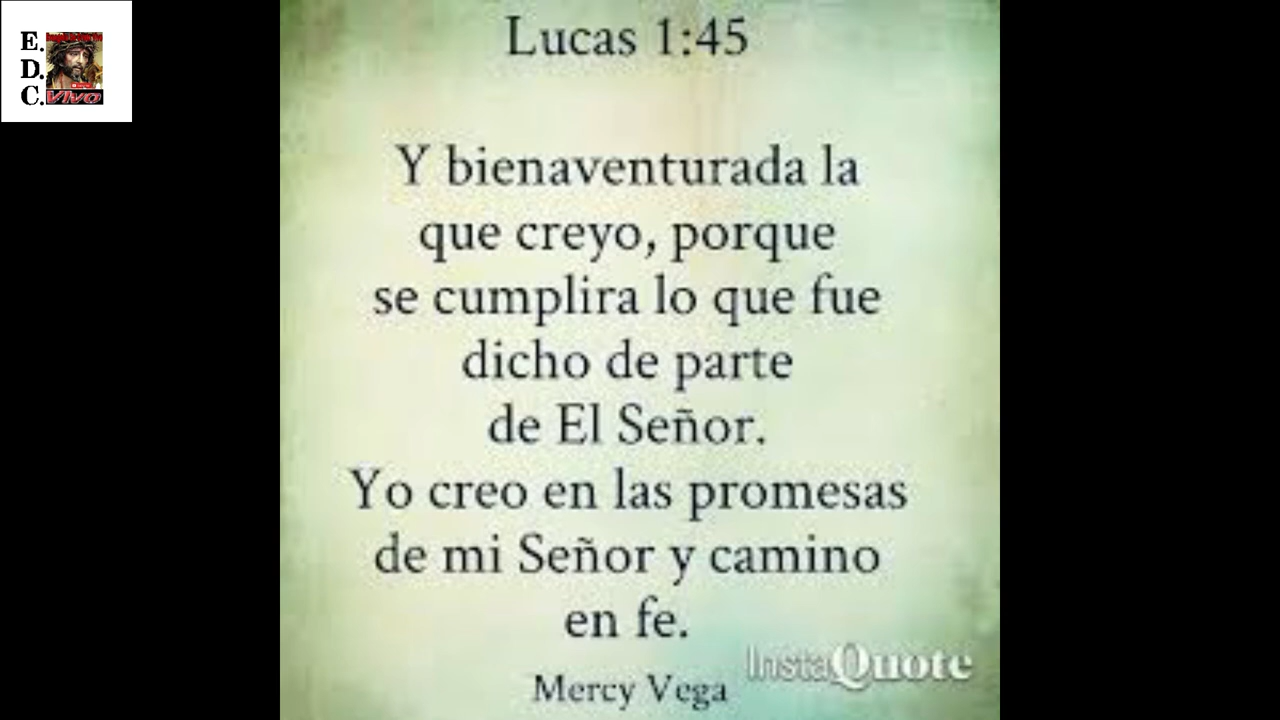 E.
D.
C.
Vivo
Lucas 1:45
Y bienaventurada la
que creyo, porque
se cumplira lo que fue
dicho de parte
de El Señor.
Yo creo en las promesas
de mi Señor y camino
en fe.
InstaQuote
Mercy Vega